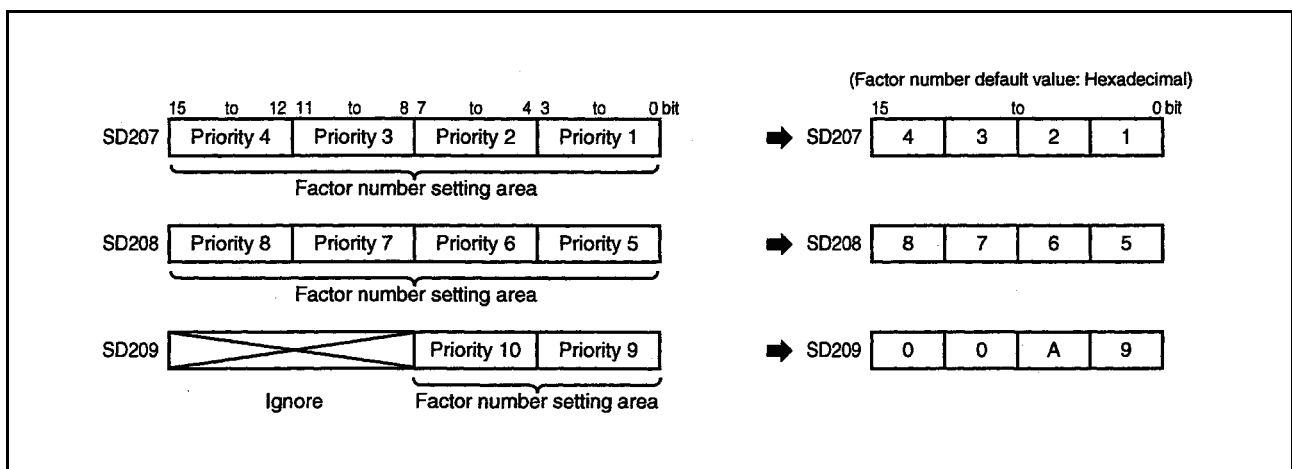 (Factor number default value: Hexadecimal)
15 to 12 11 to 8 7 to 4 3 to 0 bit
15 to 0 bit
SD207 Priority 4 Priority 3 Priority 2 Priority 1
SD207 4 3 2 1
Factor number setting area
SD208 Priority 8 Priority 7 Priority 6 Priority 5
SD208 8 7 6 5
Factor number setting area
SD209 Priority 10 Priority 9
SD209 0 0 A 9
Ignore
Factor number setting area